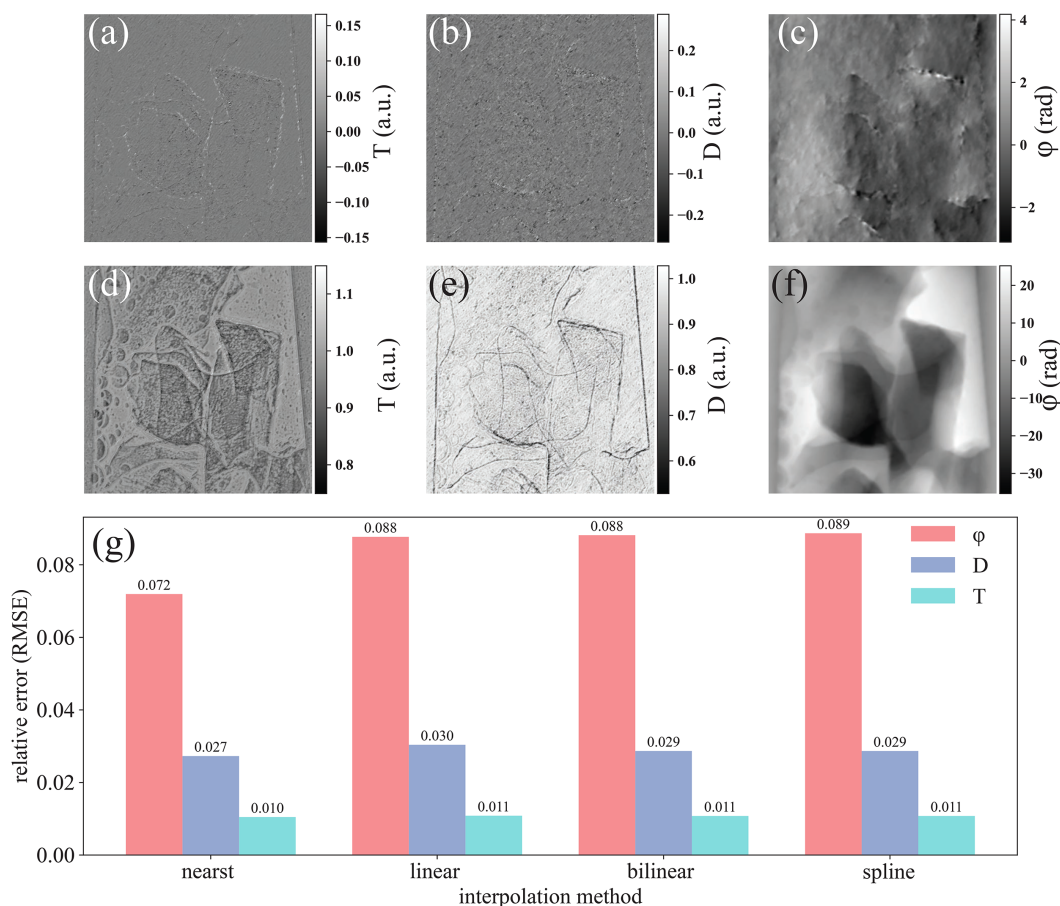 (a)
0.15
0.10
0.05
0.00
−0.05
−0.10
−0.15
T (a.u.)
(b)
0.2
0.1
0.0
−0.1
−0.2
D (a.u.)
(c)
4
2
0
−2
φ (rad)
(d)
1.1
1.0
0.9
0.8
T (a.u.)
(e)
1.0
0.9
0.8
0.7
0.6
D (a.u.)
(f)
20
10
0
−10
−20
−30
φ (rad)
(g)
relative error (RMSE)
0.08
0.06
0.04
0.02
0.00
0.072
0.027
0.010
0.088
0.030
0.011
0.088
0.029
0.011
0.089
0.029
0.011
φ
D
T
nearst
linear
bilinear
spline
interpolation method